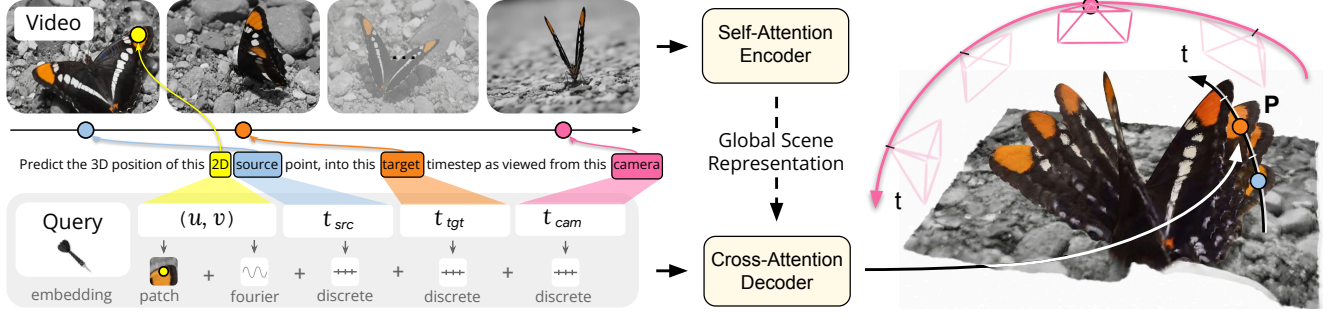 Video
Predict the 3D position of this 2D source point, into this target timestep as viewed from this camera
Query
embedding
(u, v)
t src
t tgt
t cam
patch
+
fourier
+
discrete
+
discrete
+
discrete
Self-Attention
Encoder
Global Scene
Representation
Cross-Attention
Decoder
t
t
P